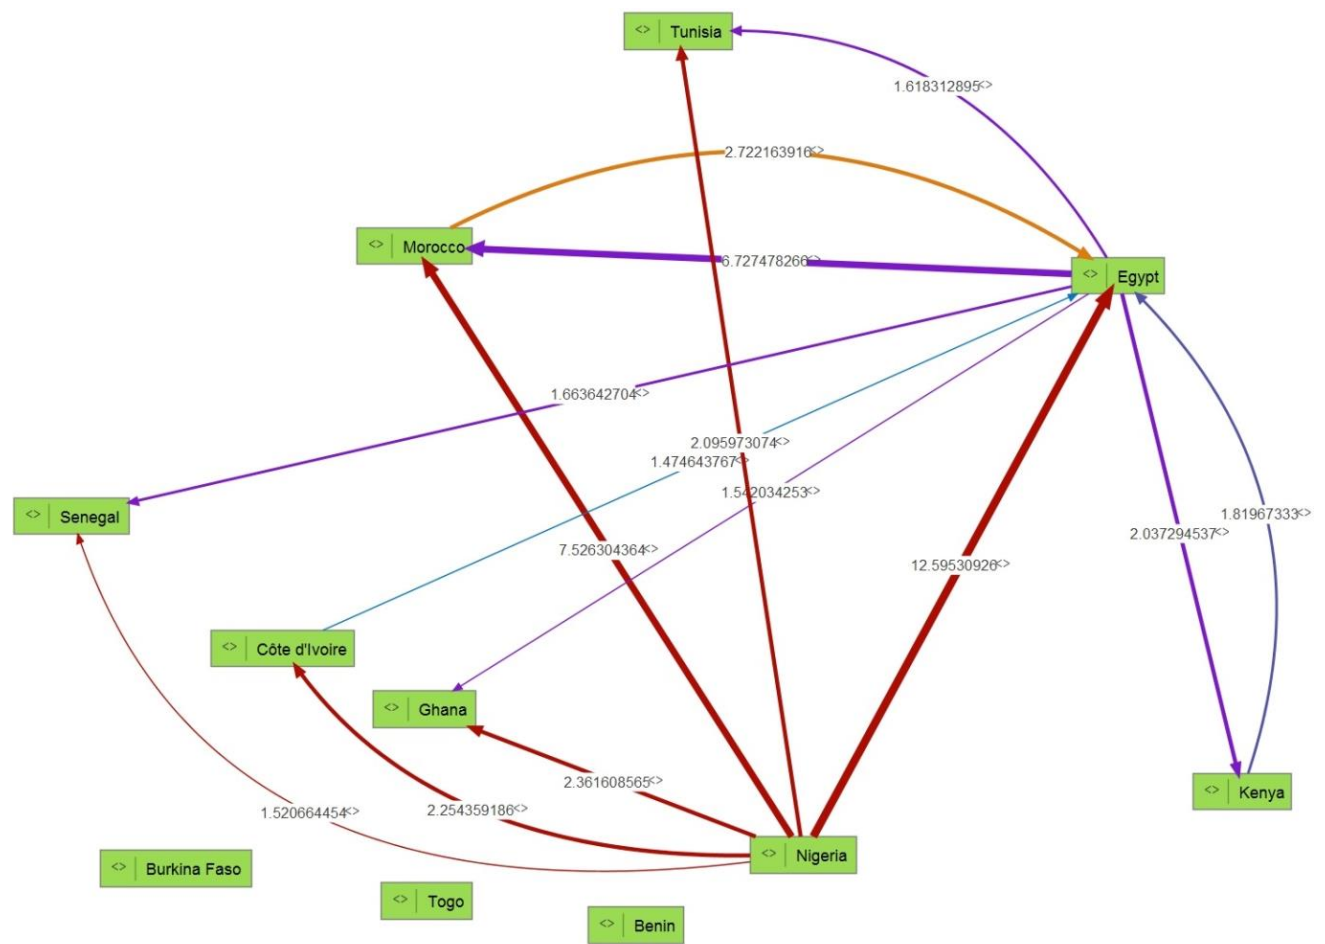 <> Tunisia
1.618312895<>
2.722163916<>
<> Morocco
6.727478266<>
<> Egypt
1.663642704<>
2.095973074<>
1.474643767<>
1.542034253<>
<> Senegal
1.81967333<>
2.037294537<>
7.526304364<>
12.59530926<>
<> Côte d'Ivoire
<> Ghana
2.361608565<>
<> Kenya
1.520664454<>
2.254359186<>
<> Nigeria
<> Burkina Faso
<> Togo
<> Benin